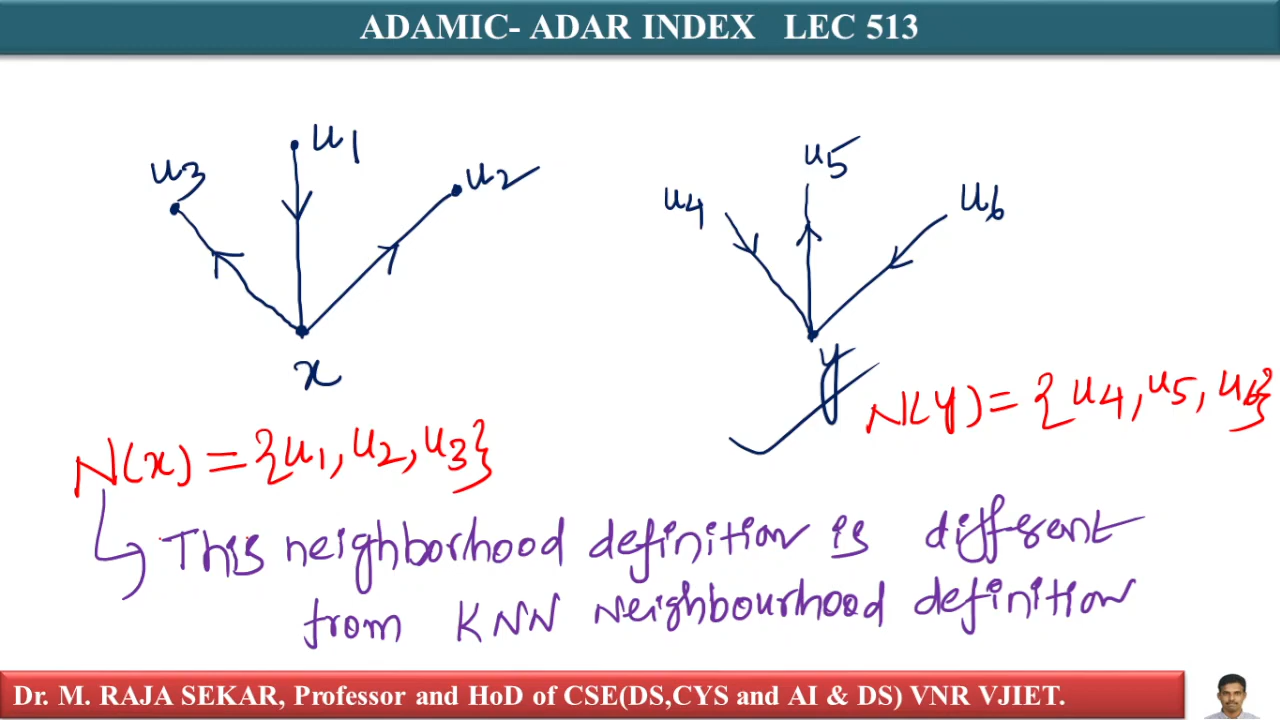 ADAMIC- ADAR INDEX LEC 513
u3
u1
u2
x
u4
u5
u6
y
N(x) = {u1, u2, u3}
N(y) = {u4, u5, u6}
This neighborhood definition is different
from KNN Neighbourhood definition
Dr. M. RAJA SEKAR, Professor and HoD of CSE(DS,CYS and AI & DS) VNR VJIET.